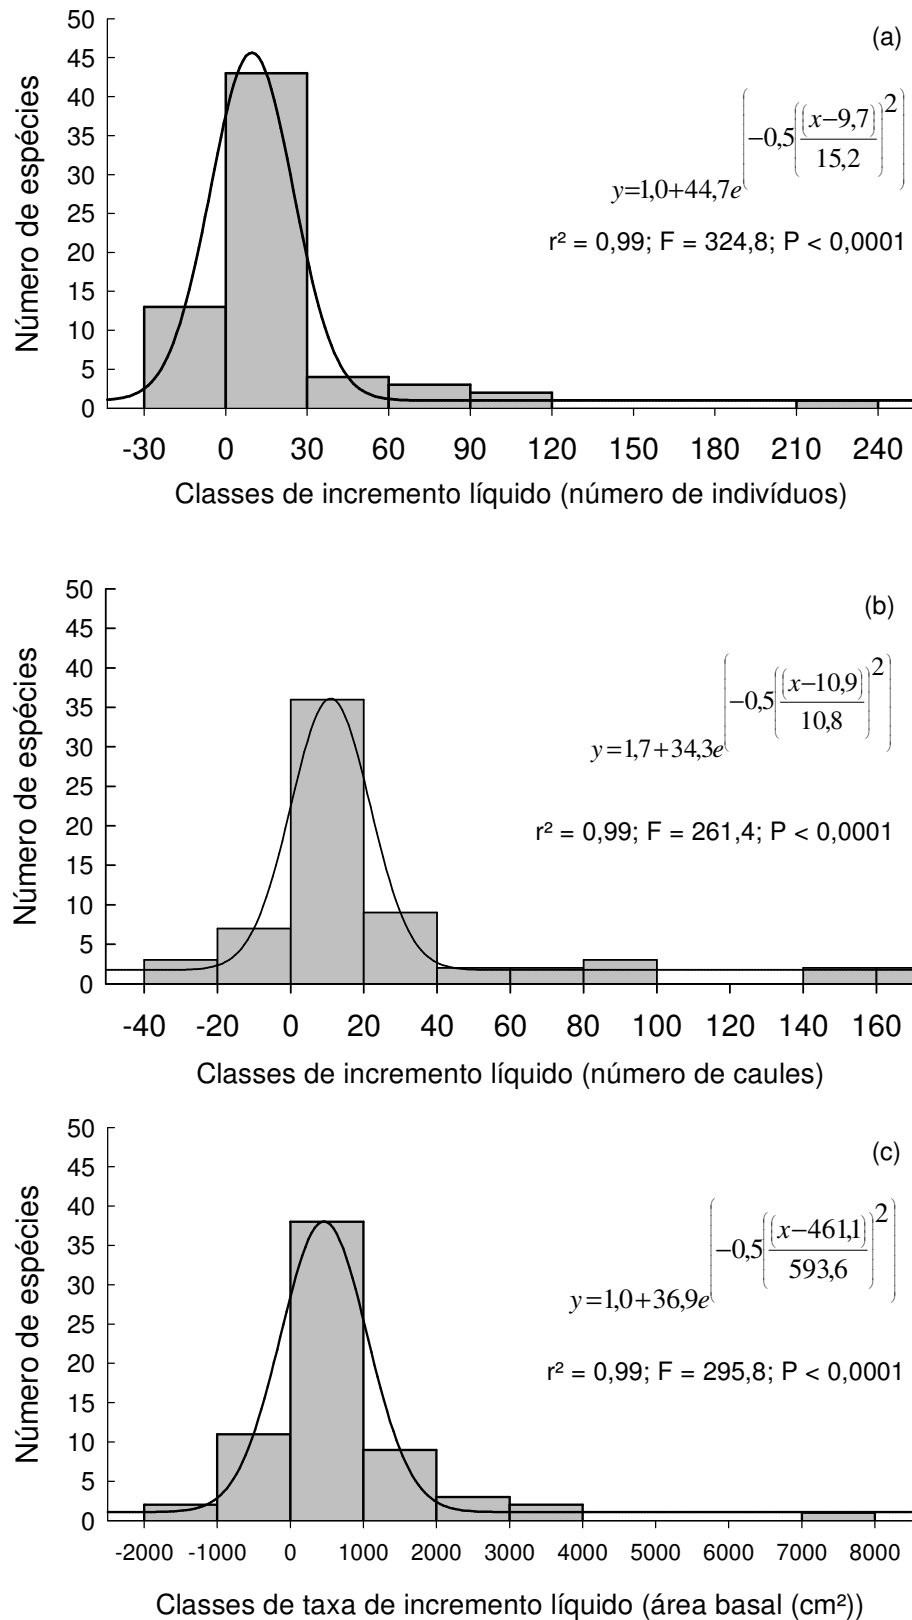 50
(a)
45
40
35
30
25
20
15
10
5
0
Número de espécies
y=1,0+44,7e^(−0,5((x−9,7)/15,2)^2)
r² = 0,99; F = 324,8; P < 0,0001
-30 0 30 60 90 120 150 180 210 240
Classes de incremento líquido (número de indivíduos)
50
(b)
45
40
35
30
25
20
15
10
5
0
Número de espécies
y=1,7+34,3e^(−0,5((x−10,9)/10,8)^2)
r² = 0,99; F = 261,4; P < 0,0001
-40 -20 0 20 40 60 80 100 120 140 160
Classes de incremento líquido (número de caules)
50
(c)
45
40
35
30
25
20
15
10
5
0
Número de espécies
y=1,0+36,9e^(−0,5((x−461,1)/593,6)^2)
r² = 0,99; F = 295,8; P < 0,0001
-2000 -1000 0 1000 2000 3000 4000 5000 6000 7000 8000
Classes de taxa de incremento líquido (área basal (cm²))